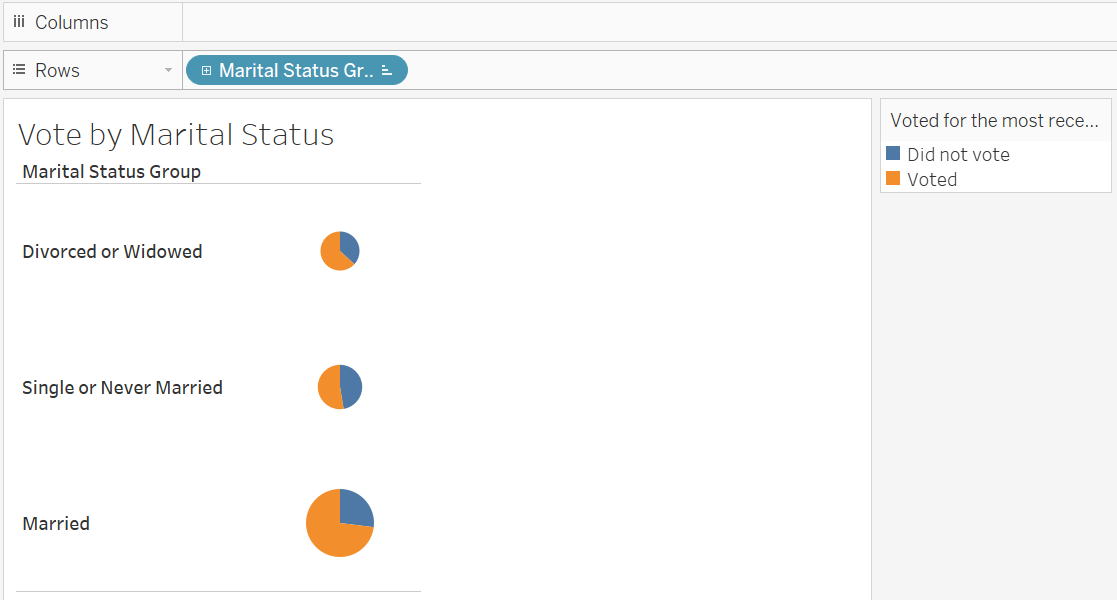 Columns
Rows
Marital Status Gr..
Vote by Marital Status
Marital Status Group
Divorced or Widowed
Single or Never Married
Married
Voted for the most rece...
Did not vote
Voted